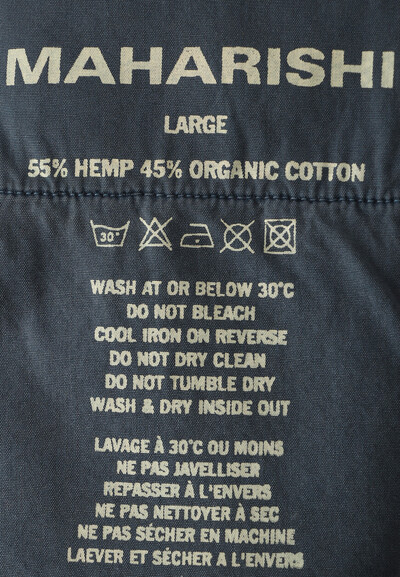 MAHARISHI
LARGE
55% HEMP 45% ORGANIC COTTON
30°
WASH AT OR BELOW 30°C
DO NOT BLEACH
COOL IRON ON REVERSE
DO NOT DRY CLEAN
DO NOT TUMBLE DRY
WASH & DRY INSIDE OUT
LAVAGE À 30°C OU MOINS
NE PAS JAVELLISER
REPASSER À L'ENVERS
NE PAS NETTOYER À SEC
NE PAS SÉCHER EN MACHINE
LAEVER ET SÉCHER A L'ENVERS